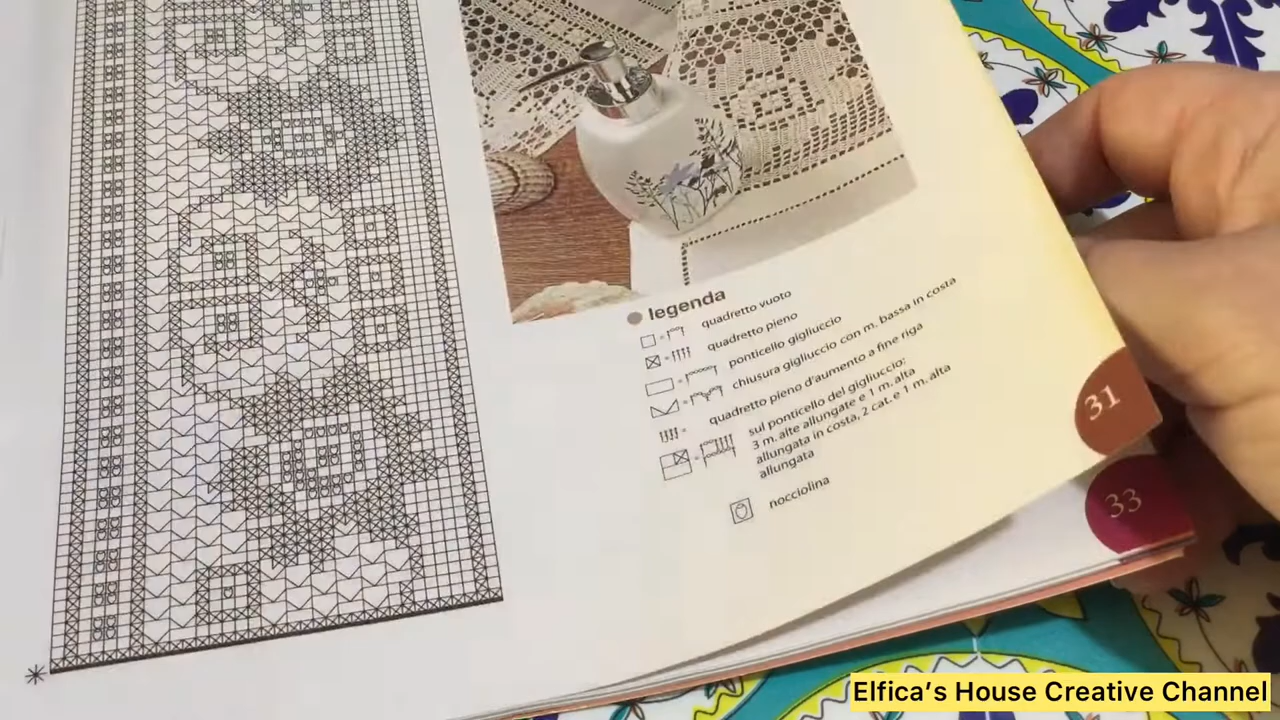 legenda
quadretto vuoto
quadretto pieno
ponticello gigliuccio
chiusura gigliuccio con m. bassa in costa
quadretto pieno d'aumento a fine riga
sul ponticello del gigliuccio:
3 m. alte allungate e 1 m. alta
allungata in costa, 2 cat. e 1 m. alta
allungata
nocciolina
31
33
Elfica's House Creative Channel